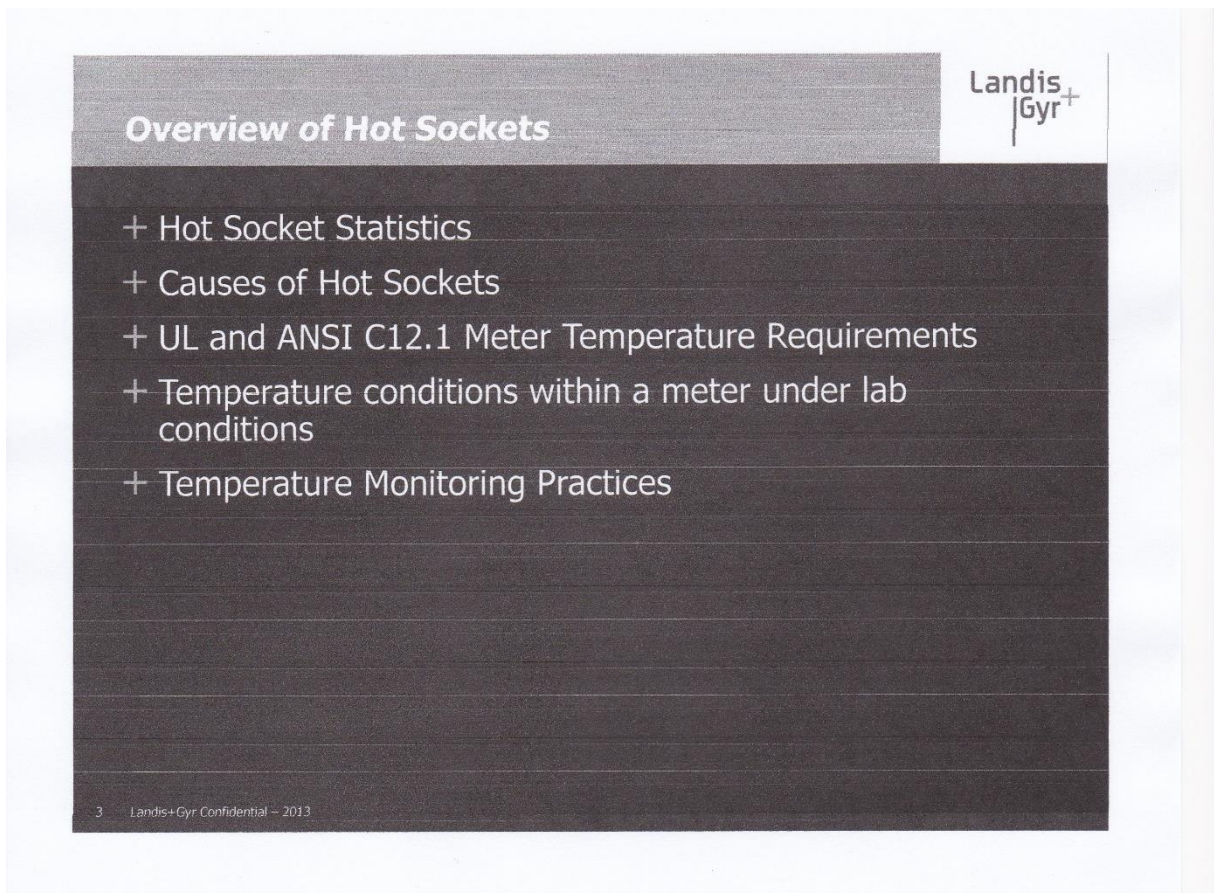 Landis+
Gyr
Overview of Hot Sockets
+ Hot Socket Statistics
+ Causes of Hot Sockets
+ UL and ANSI C12.1 Meter Temperature Requirements
+ Temperature conditions within a meter under lab
conditions
+ Temperature Monitoring Practices
3 Landis+Gyr Confidential – 2013